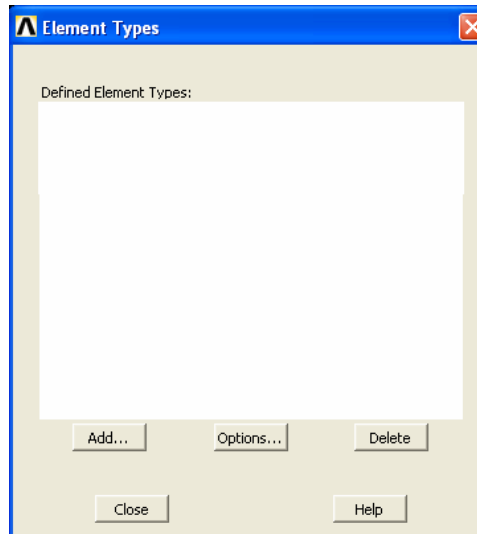 Element Types
Defined Element Types:
Add... Options... Delete
Close Help